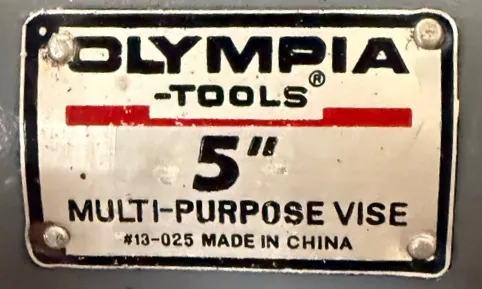 OLYMPIA
-TOOLS®
5"
MULTI-PURPOSE VISE
#13-025 MADE IN CHINA